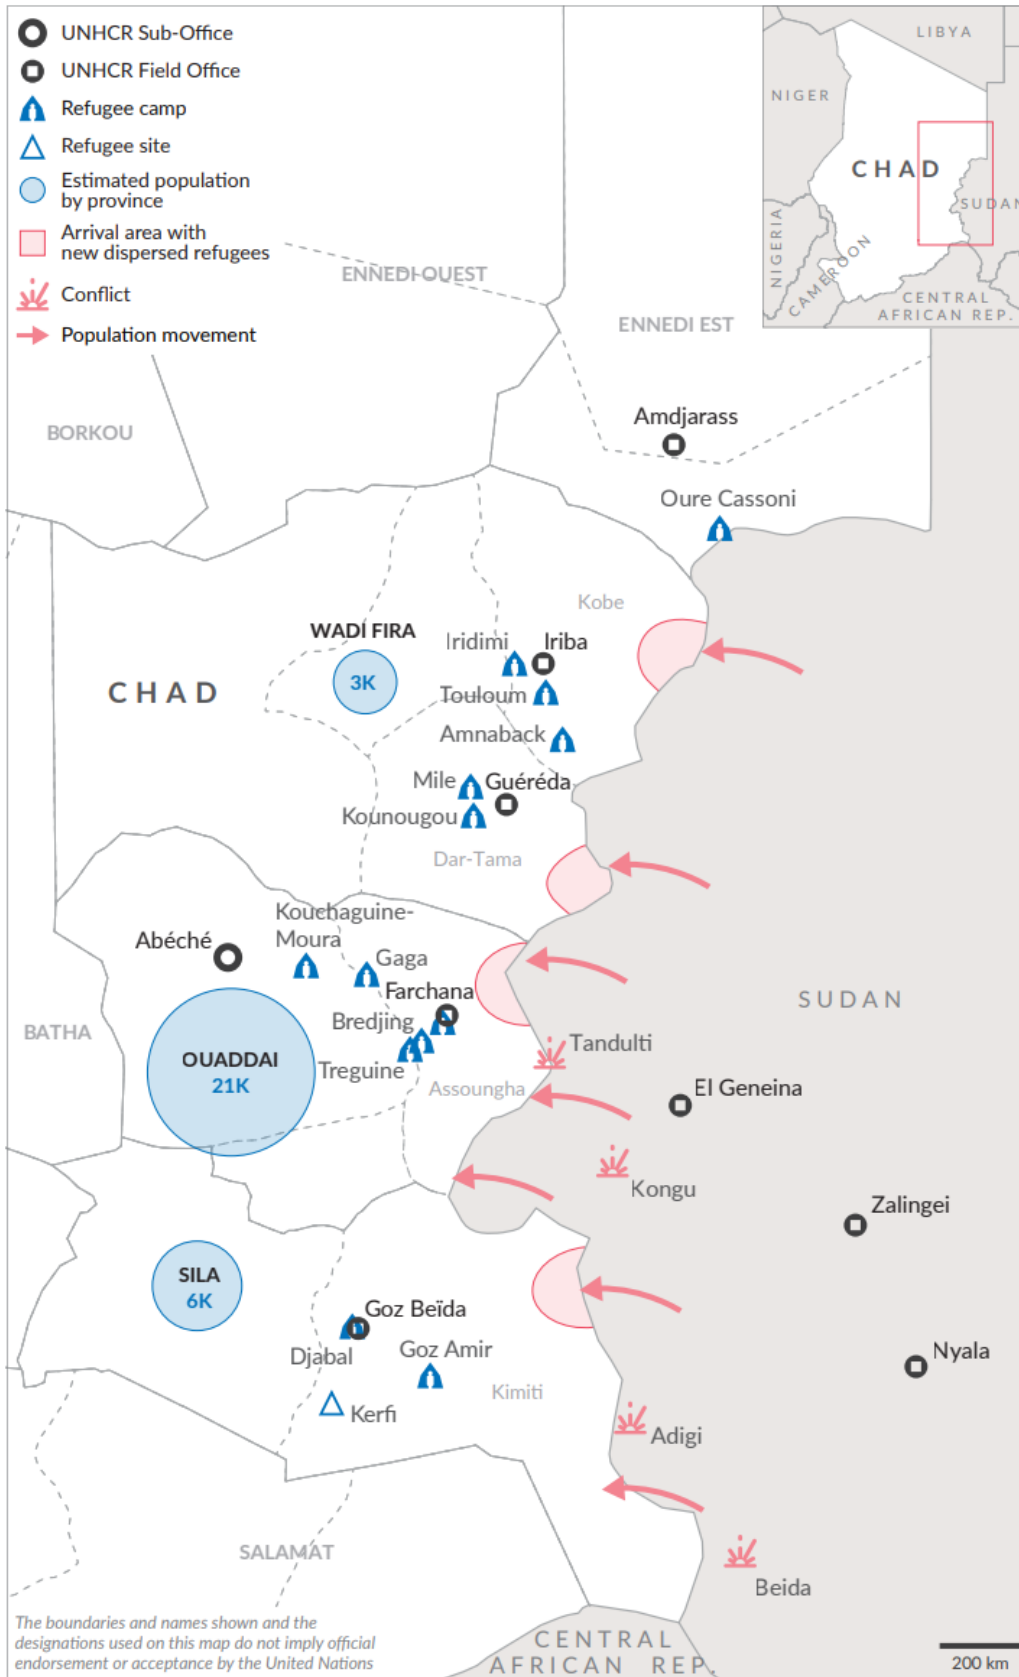 UNHCR Sub-Office
UNHCR Field Office
Refugee camp
Refugee site
Estimated population
by province
Arrival area with
new dispersed refugees
Conflict
Population movement
LIBYA
NIGER
CHAD
SUDAN
NIGERIA
CAMEROON
CENTRAL
AFRICAN REP.
ENNEDI OUEST
ENNEDI EST
BORKOU
Amdjarass
Oure Cassoni
Kobe
WADI FIRA
3K
Iridimi
Iriba
CHAD
Touloum
Amnaback
Mile
Guéréda
Kounougou
Dar-Tama
Kouchaguine-
Moura
Abéché
Gaga
Farchana
Bredjing
Treguine
SUDAN
BATHA
OUADDAI
21K
Tandulti
Assoungha
El Geneina
Kongu
Zalingei
SILA
6K
Goz Beïda
Djabal
Goz Amir
Nyala
Kimiti
Kerfi
Adigi
SALAMAT
Beida
The boundaries and names shown and the
designations used on this map do not imply official
endorsement or acceptance by the United Nations
CENTRAL
AFRICAN REP.
200 km